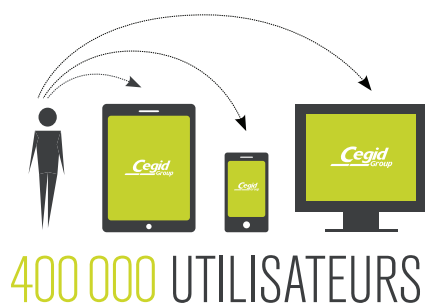 Cegid
Group
Cegid
Group
Cegid
Group
400 000 UTILISATEURS